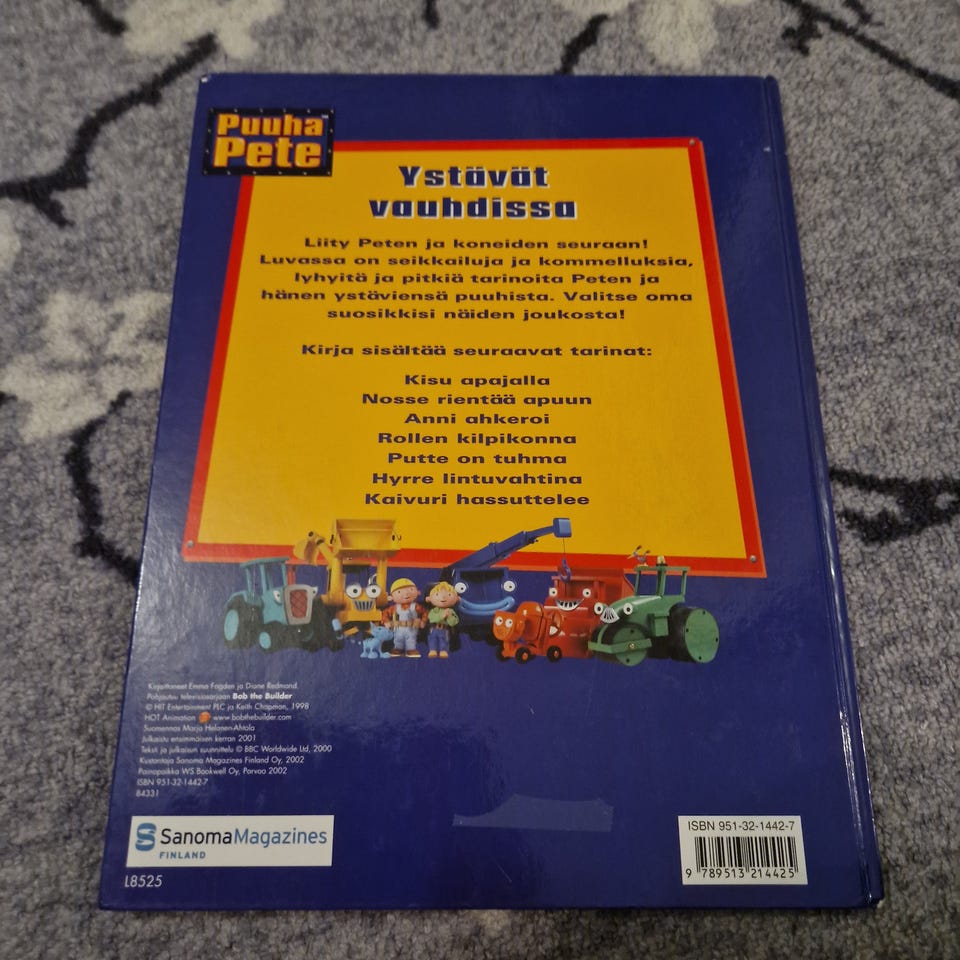 Puuha™
Pete
Ystävät
vauhdissa
Liity Peten ja koneiden seuraan!
Luvassa on seikkailuja ja kommelluksia,
lyhyitä ja pitkiä tarinoita Peten ja
hänen ystäviensä puuhista. Valitse oma
suosikkisi näiden joukosta!
Kirja sisältää seuraavat tarinat:
Kisu apajalla
Nosse rientää apuun
Anni ahkeroi
Rollen kilpikonna
Putte on tuhma
Hyrre lintuvahtina
Kaivuri hassuttelee
Kirjoittaneet Emma Fogden ja Diane Redmond.
Pohjautuu televisiosarjaan Bob the Builder
© HIT Entertainment PLC ja Keith Chapman, 1998
HOT Animation www.bobthebuilder.com
Suomennos Marja Helanen-Ahtola
Julkaistu ensimmäisen kerran 2001
Teksti ja julkaisun suunnittelu © BBC Worldwide Ltd, 2000
Kustantaja Sanoma Magazines Finland Oy, 2002
Painopaikka WS Bookwell Oy, Porvoo 2002
ISBN 951-32-1442-7
84331
SanomaMagazines
FINLAND
L8525
ISBN 951-32-1442-7
9 789513 214425